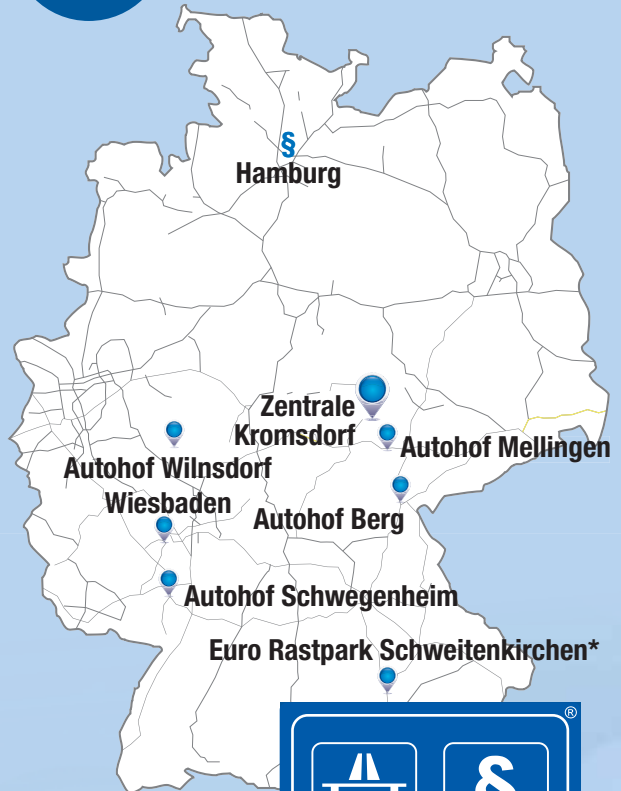 §
Hamburg
Zentrale
Kromsdorf
Autohof Mellingen
Autohof Wilnsdorf
Wiesbaden
Autohof Berg
Autohof Schwegenheim
Euro Rastpark Schweitenkirchen*
®
§